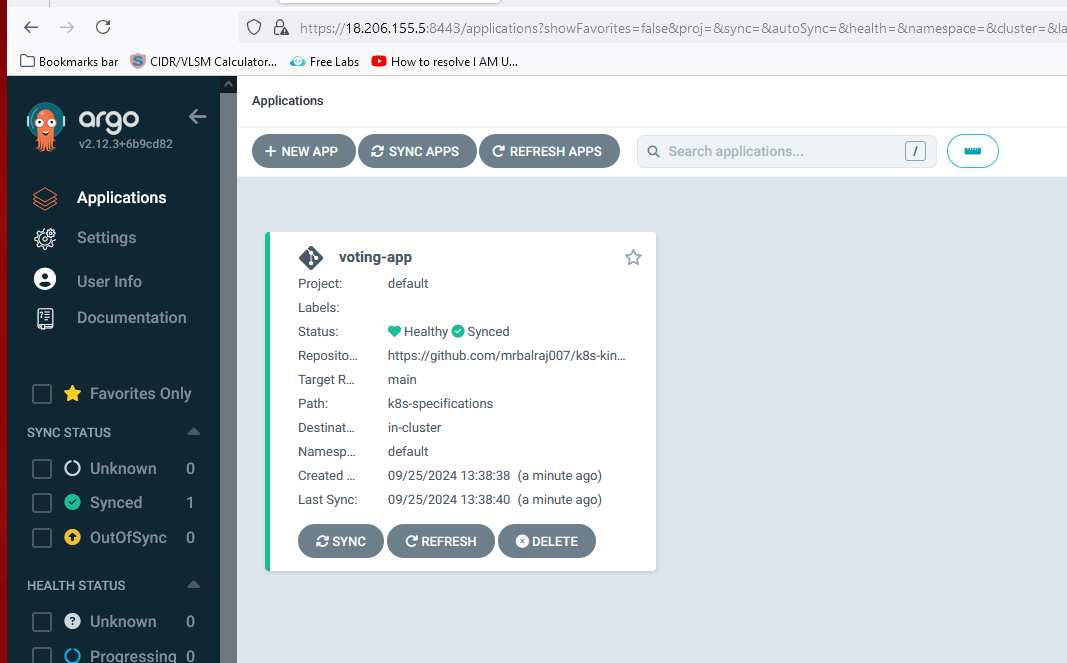 https://18.206.155.5:8443/applications?showFavorites=false&proj=&sync=&autoSync=&health=&namespace=&cluster=&la
Bookmarks bar CIDR/VLSM Calculator... Free Labs How to resolve I AM U...
argo
v2.12.3+6b9cd82
Applications
Settings
User Info
Documentation
Favorites Only
SYNC STATUS
Unknown 0
Synced 1
OutOfSync 0
HEALTH STATUS
Unknown 0
Progressing 0
Applications
NEW APP SYNC APPS REFRESH APPS Search applications... /
voting-app
Project: default
Labels:
Status: Healthy Synced
Reposito... https://github.com/mrbalraj007/k8s-kin...
Target R... main
Path: k8s-specifications
Destinat... in-cluster
Namesp... default
Created ... 09/25/2024 13:38:38 (a minute ago)
Last Sync: 09/25/2024 13:38:40 (a minute ago)
SYNC REFRESH DELETE